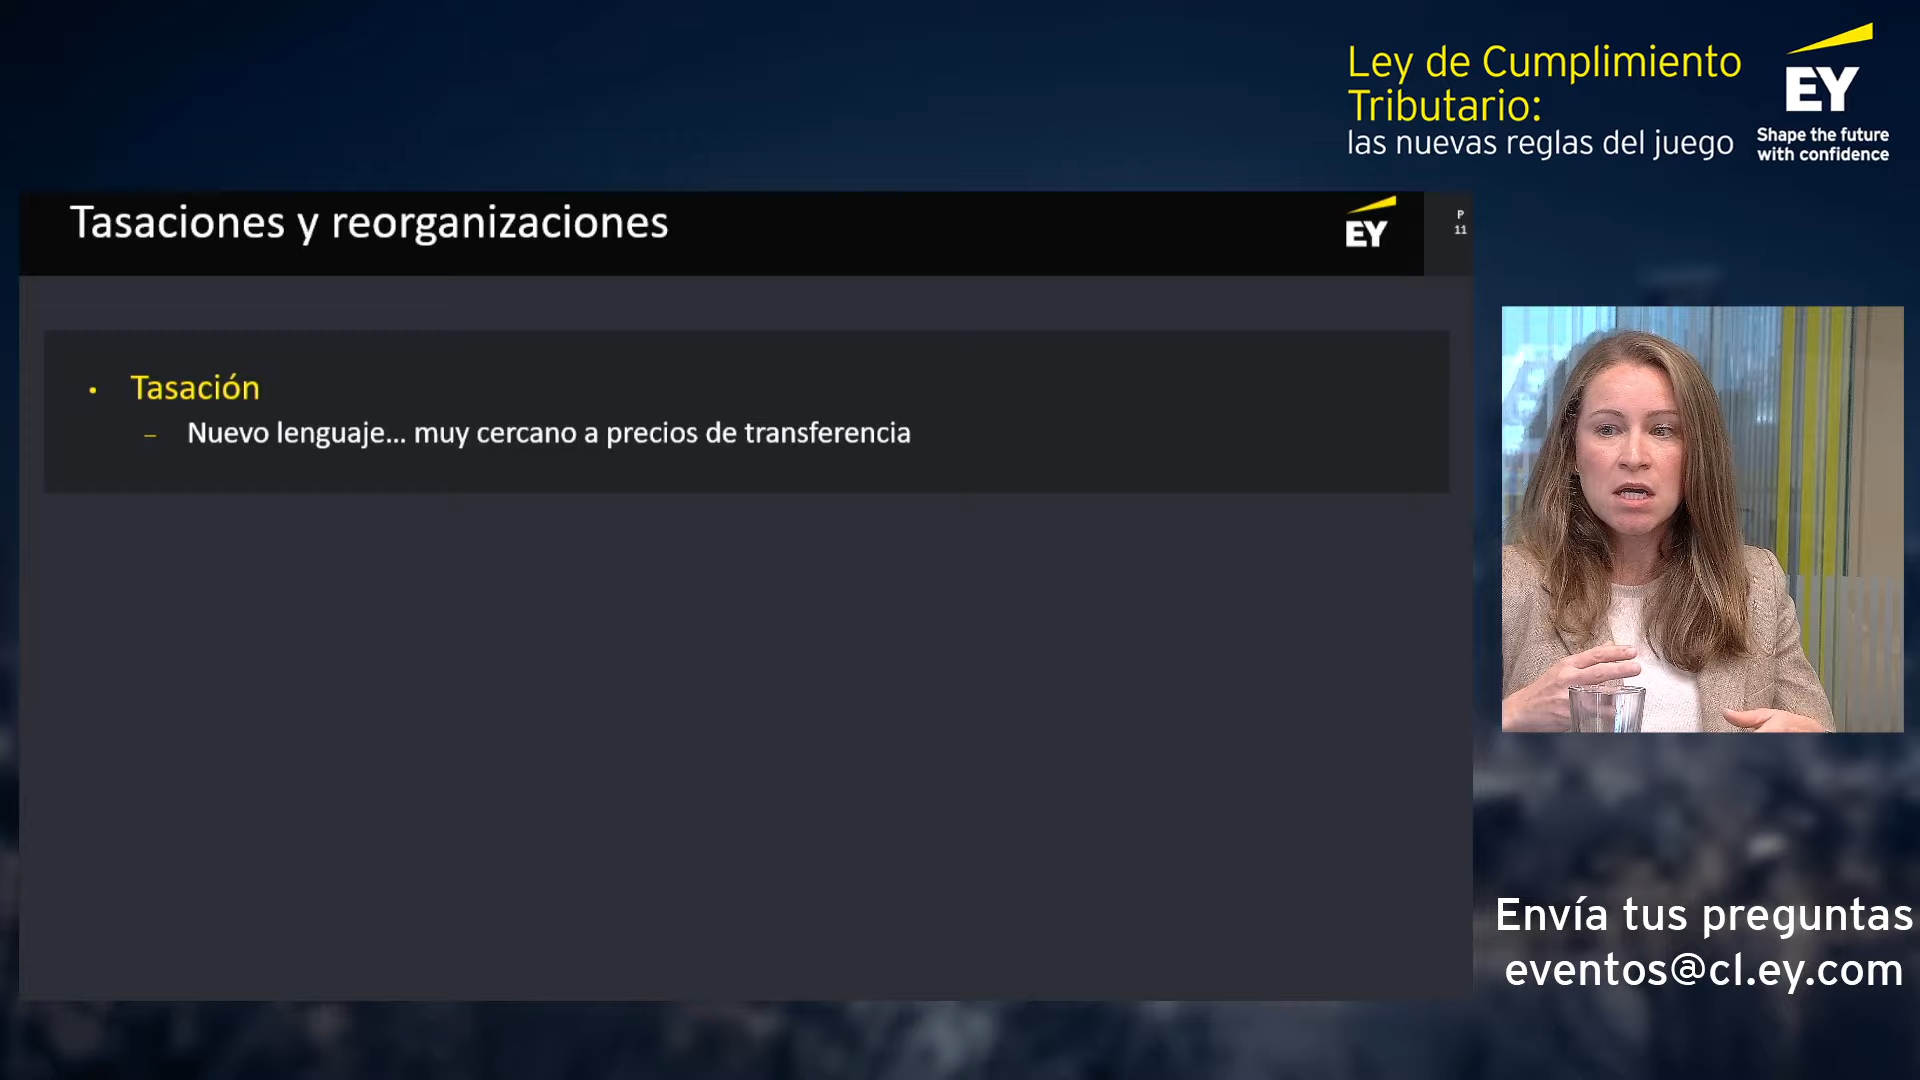 Ley de Cumplimiento
Tributario:
las nuevas reglas del juego
EY
Shape the future
with confidence
Tasaciones y reorganizaciones
EY
P
11
• Tasación
– Nuevo lenguaje... muy cercano a precios de transferencia
Envía tus preguntas
eventos@cl.ey.com